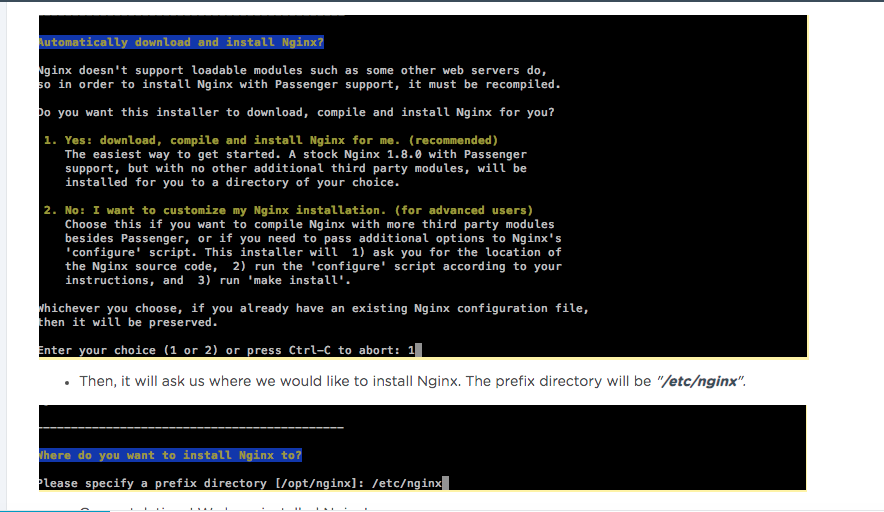 Automatically download and install Nginx?
Nginx doesn't support loadable modules such as some other web servers do,
so in order to install Nginx with Passenger support, it must be recompiled.
Do you want this installer to download, compile and install Nginx for you?
1. Yes: download, compile and install Nginx for me. (recommended)
The easiest way to get started. A stock Nginx 1.8.0 with Passenger
support, but with no other additional third party modules, will be
installed for you to a directory of your choice.
2. No: I want to customize my Nginx installation. (for advanced users)
Choose this if you want to compile Nginx with more third party modules
besides Passenger, or if you need to pass additional options to Nginx's
'configure' script. This installer will  1) ask you for the location of
the Nginx source code,  2) run the 'configure' script according to your
instructions, and  3) run 'make install'.
Whichever you choose, if you already have an existing Nginx configuration file,
then it will be preserved.
Enter your choice (1 or 2) or press Ctrl-C to abort: 1
• Then, it will ask us where we would like to install Nginx. The prefix directory will be "/etc/nginx".
Where do you want to install Nginx to?
Please specify a prefix directory [/opt/nginx]: /etc/nginx